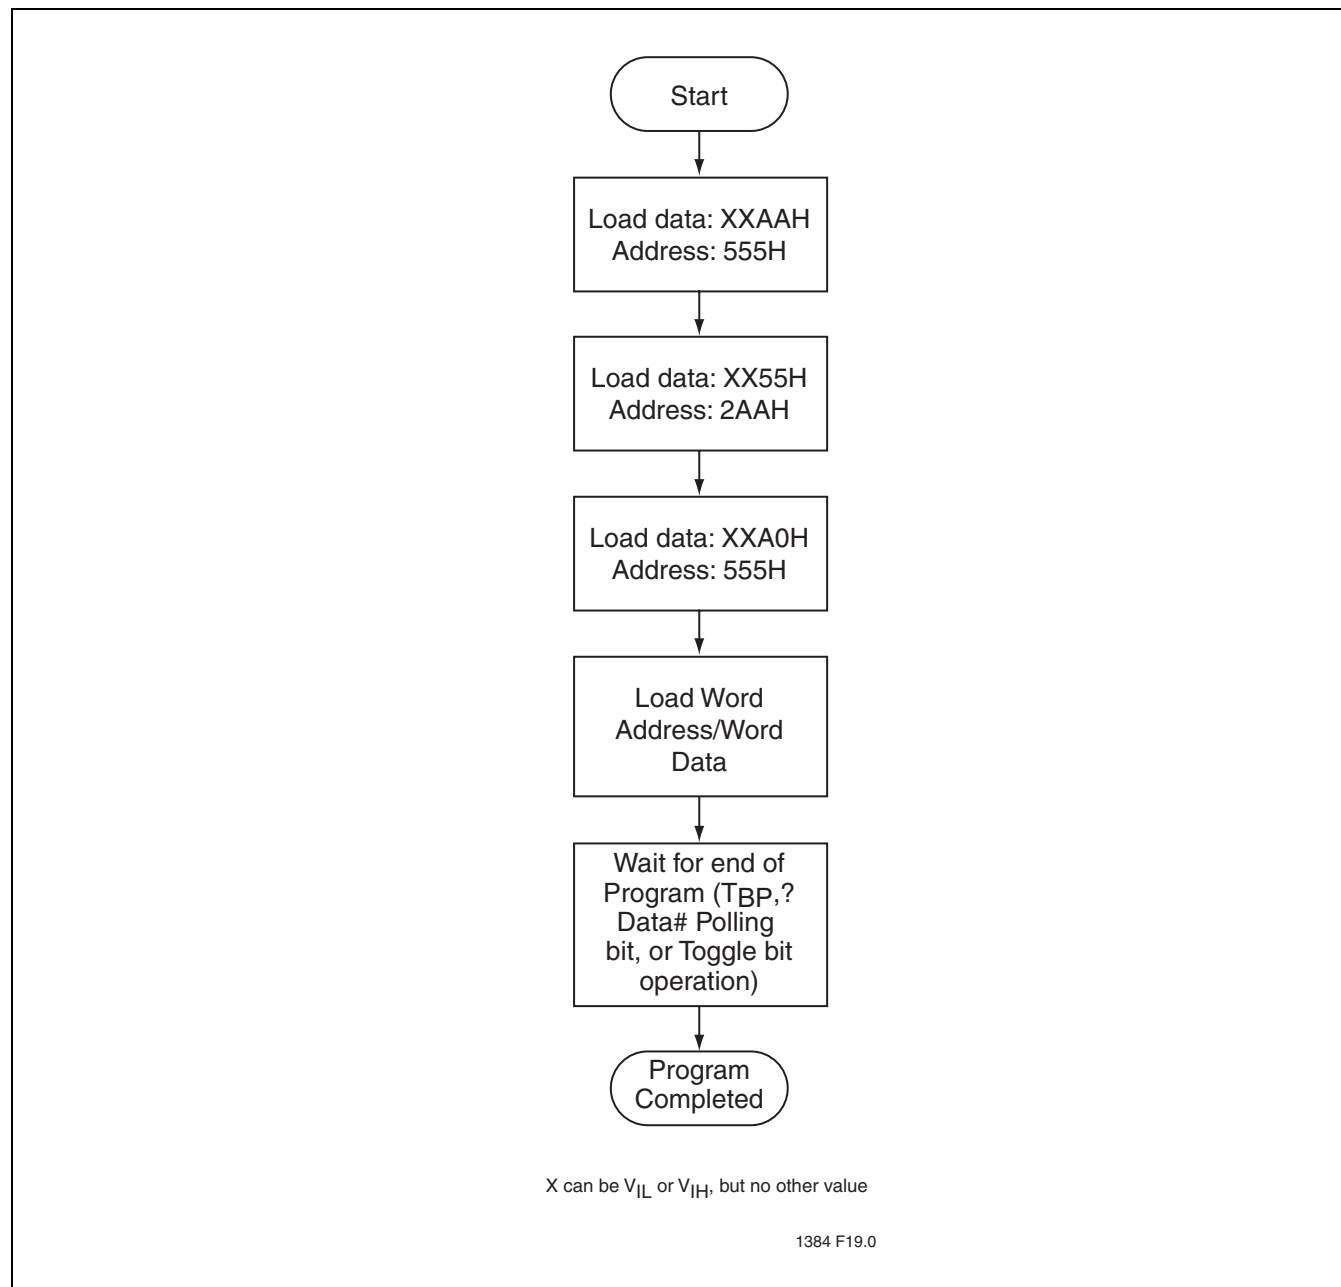 Start
Load data: XXAAH
Address: 555H
Load data: XX55H
Address: 2AAH
Load data: XXA0H
Address: 555H
Load Word
Address/Word
Data
Wait for end of
Program (TBP,?
Data# Polling
bit, or Toggle bit
operation)
Program
Completed
X can be VIL or VIH, but no other value
1384 F19.0